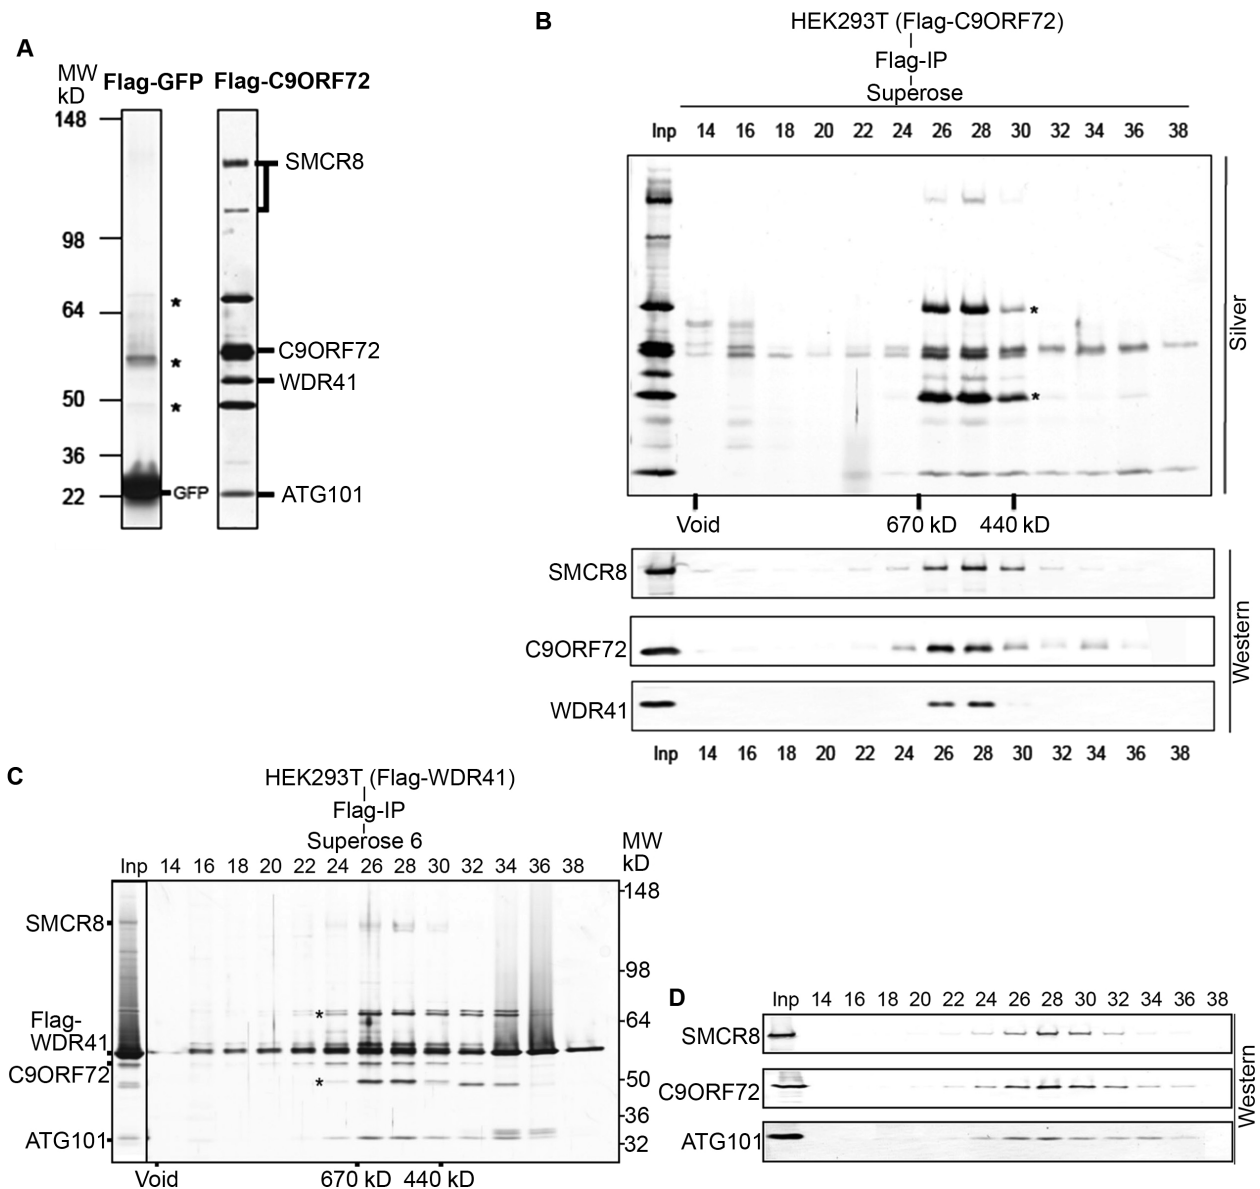 A
MW
kD
Flag-GFP Flag-C9ORF72
148
98
64
50
36
22
*
*
*
GFP
SMCR8
C9ORF72
WDR41
ATG101
B
HEK293T (Flag-C9ORF72)
Flag-IP
Superose
Inp 14 16 18 20 22 24 26 28 30 32 34 36 38
*
*
Silver
Void 670 kD 440 kD
SMCR8
C9ORF72
WDR41
Western
Inp 14 16 18 20 22 24 26 28 30 32 34 36 38
C
HEK293T (Flag-WDR41)
Flag-IP
Superose 6
MW
kD
Inp 14 16 18 20 22 24 26 28 30 32 34 36 38
SMCR8
Flag-
WDR41
C9ORF72
ATG101
*
*
148
98
64
50
36
32
Void 670 kD 440 kD
D
Inp 14 16 18 20 22 24 26 28 30 32 34 36 38
SMCR8
C9ORF72
ATG101
Western